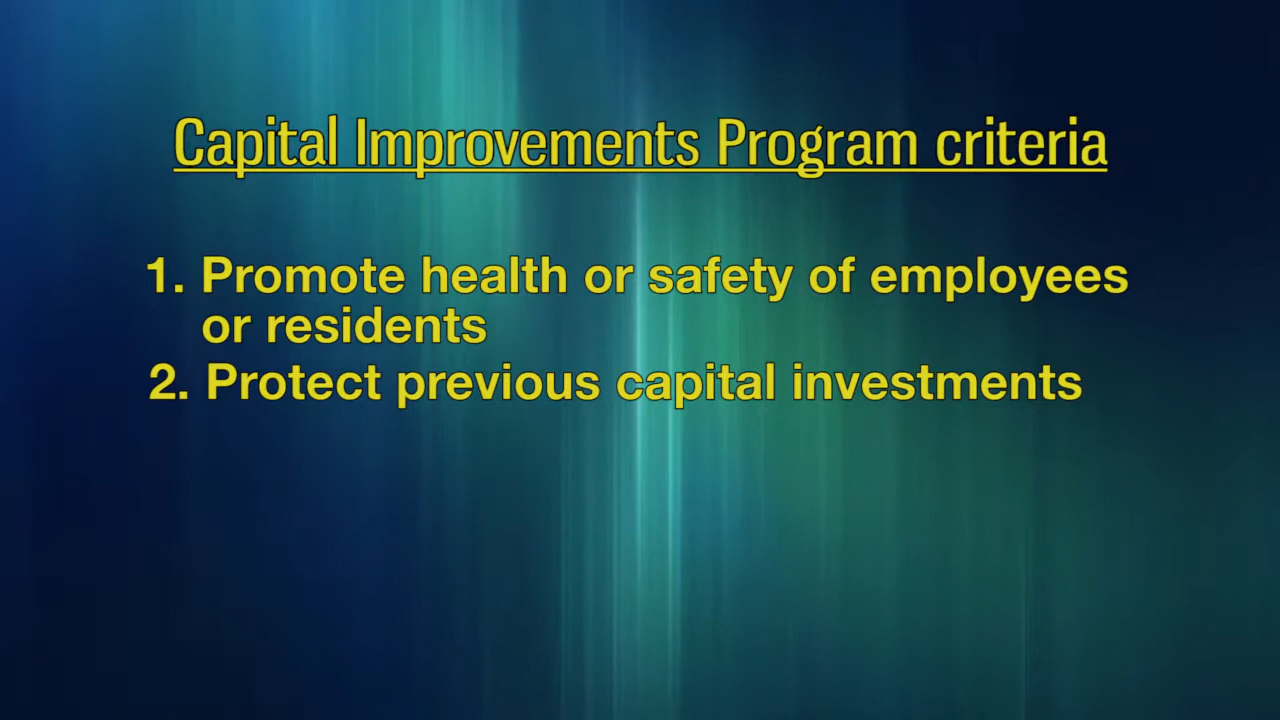 Capital Improvements Program criteria
1. Promote health or safety of employees
or residents
2. Protect previous capital investments